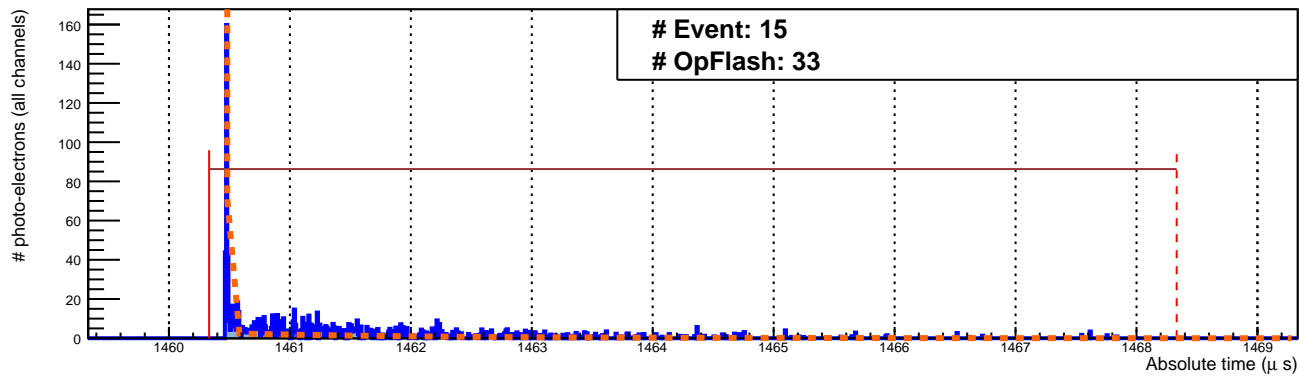 # Event: 15
# OpFlash: 33
# photo-electrons (all channels)
160
140
120
100
80
60
40
20
0
1460 1461 1462 1463 1464 1465 1466 1467 1468 1469
Absolute time (μ s)